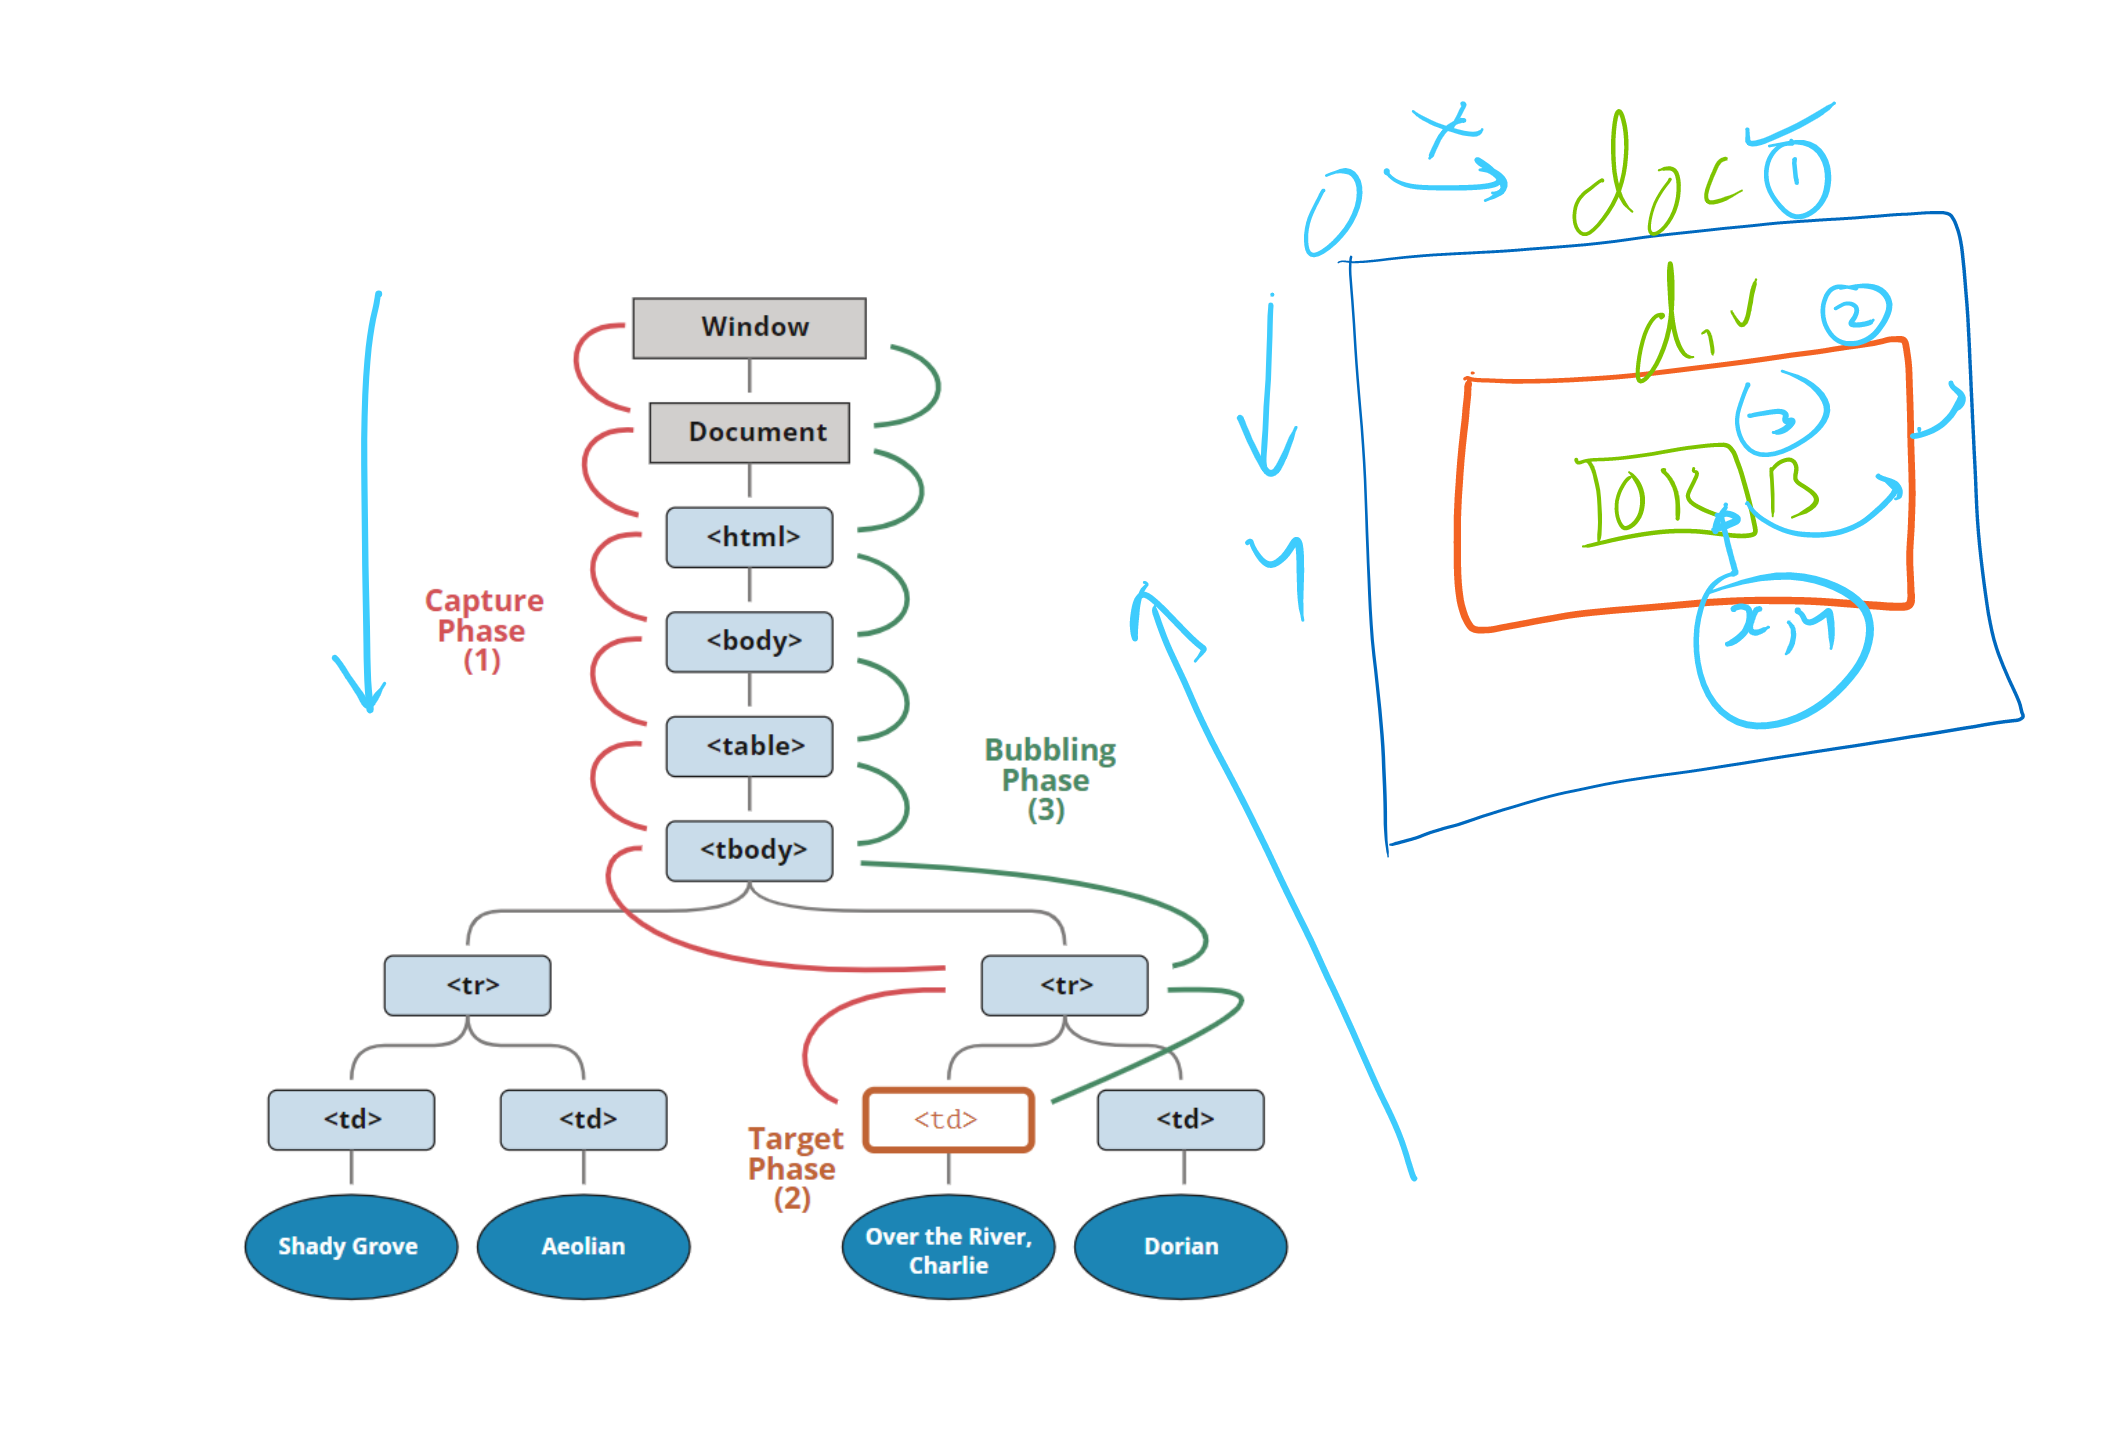 Window
Document
<html>
<body>
<table>
<tbody>
<tr>
<tr>
<td>
<td>
<td>
<td>
Shady Grove
Aeolian
Over the River,
Charlie
Dorian
Capture
Phase
(1)
Target
Phase
(2)
Bubbling
Phase
(3)
0
x
doc
1
div
2
3
OK
B
y
x, y